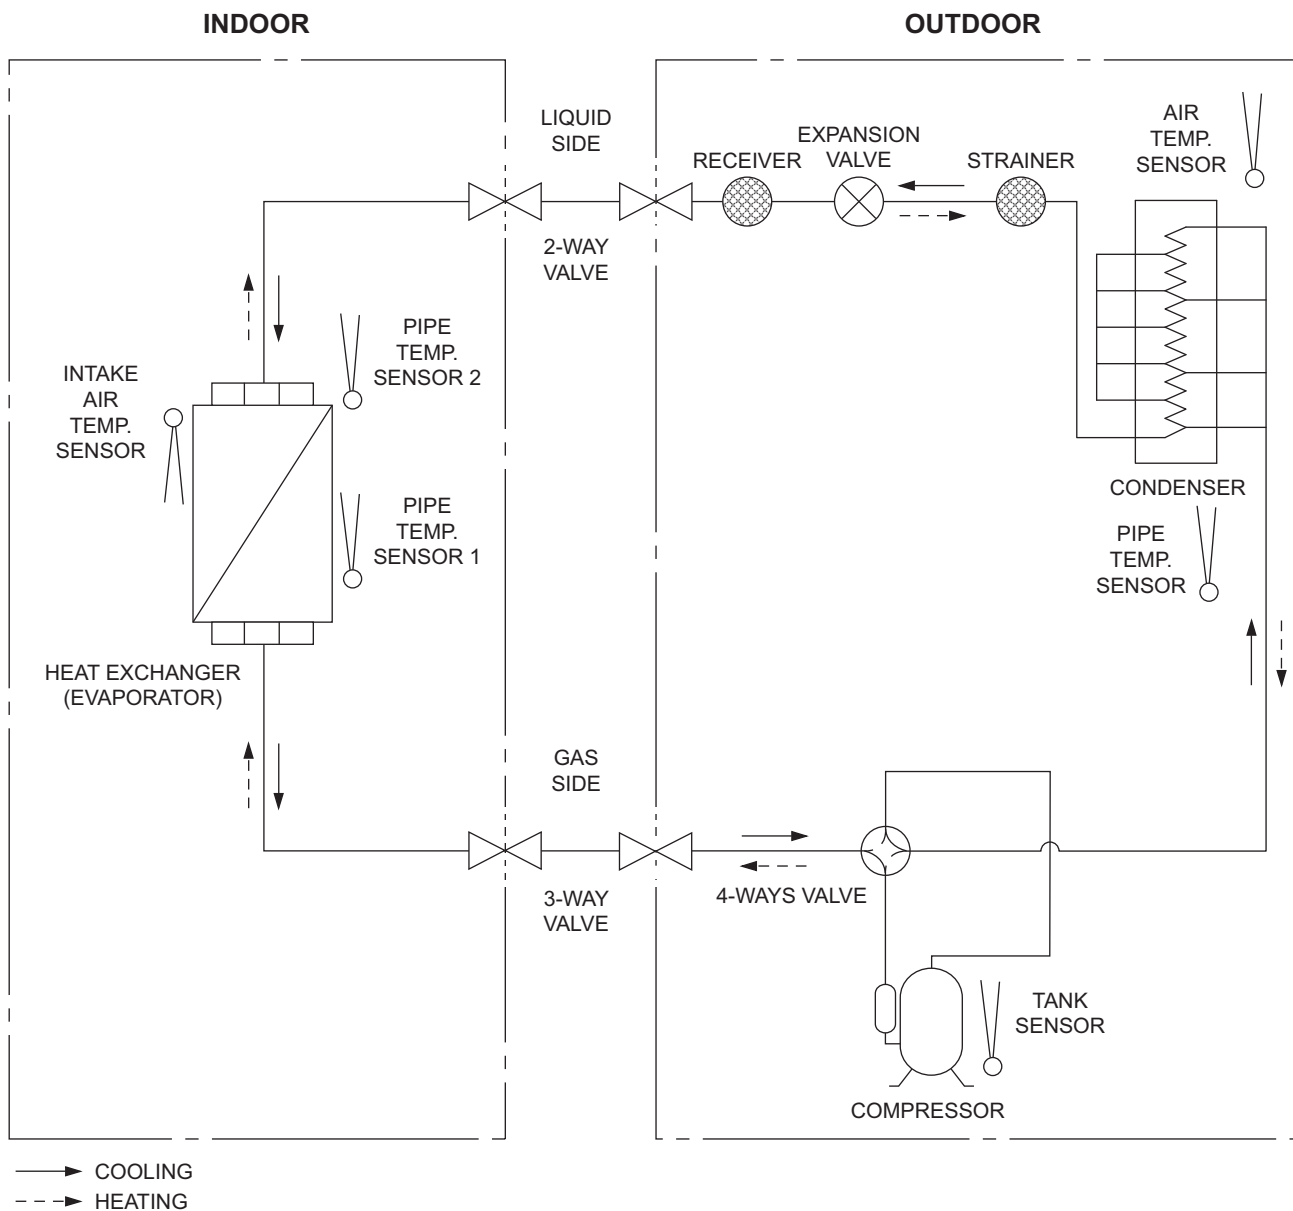 INDOOR
OUTDOOR
LIQUID
SIDE
RECEIVER
EXPANSION
VALVE
STRAINER
AIR
TEMP.
SENSOR
2-WAY
VALVE
PIPE
TEMP.
SENSOR 2
INTAKE
AIR
TEMP.
SENSOR
PIPE
TEMP.
SENSOR 1
CONDENSER
PIPE
TEMP.
SENSOR
HEAT EXCHANGER
(EVAPORATOR)
GAS
SIDE
3-WAY
VALVE
4-WAYS VALVE
TANK
SENSOR
COMPRESSOR
COOLING
HEATING